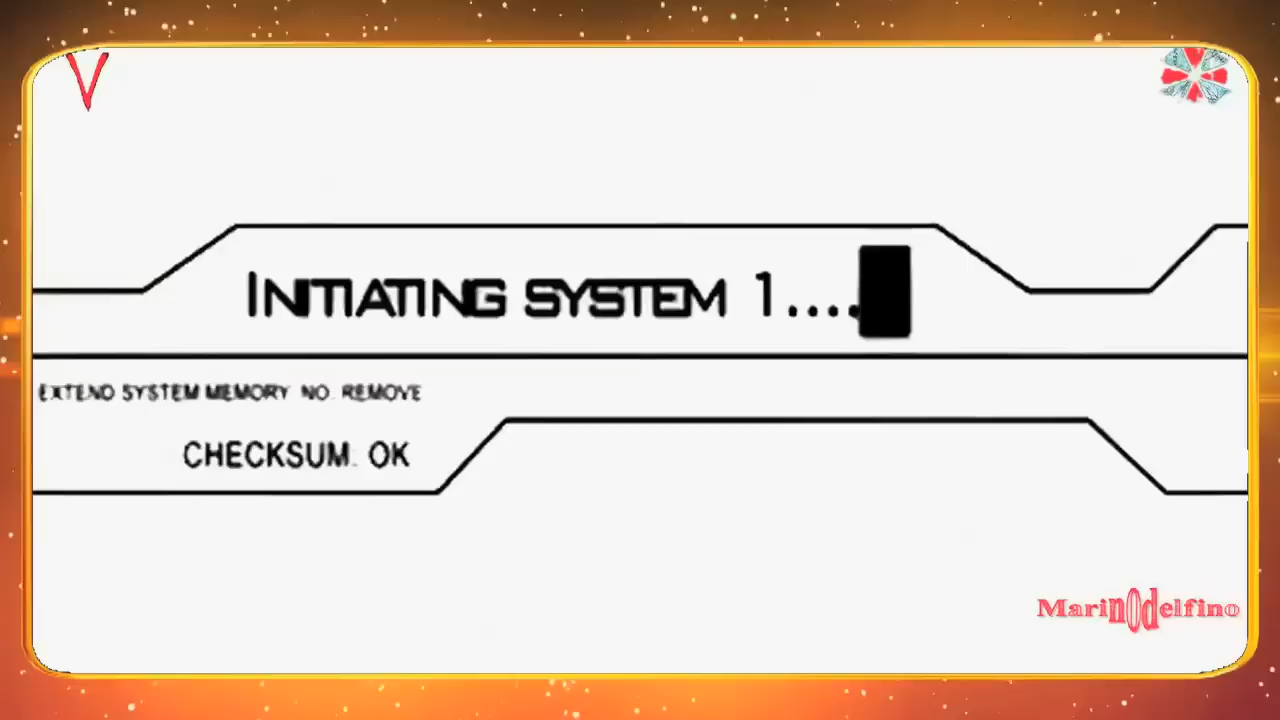 V
INITIATING SYSTEM 1....
EXTEND SYSTEM MEMORY NO. REMOVE
CHECKSUM: OK
Marinodelfino